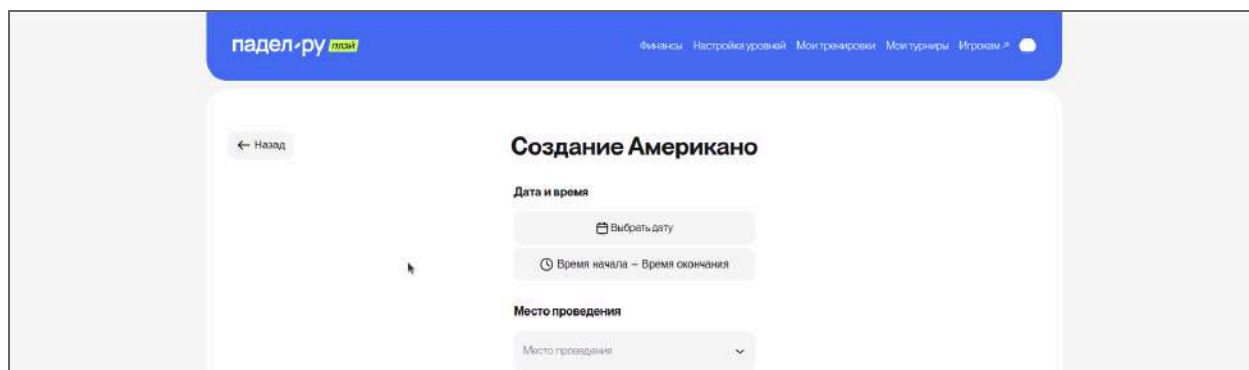 падел·ру плэй
Финансы Настройка уровней Мои тренировки Мои турниры Игрокам ↗
← Назад
Создание Американо
Дата и время
Выбрать дату
Время начала – Время окончания
Место проведения
Место проведения